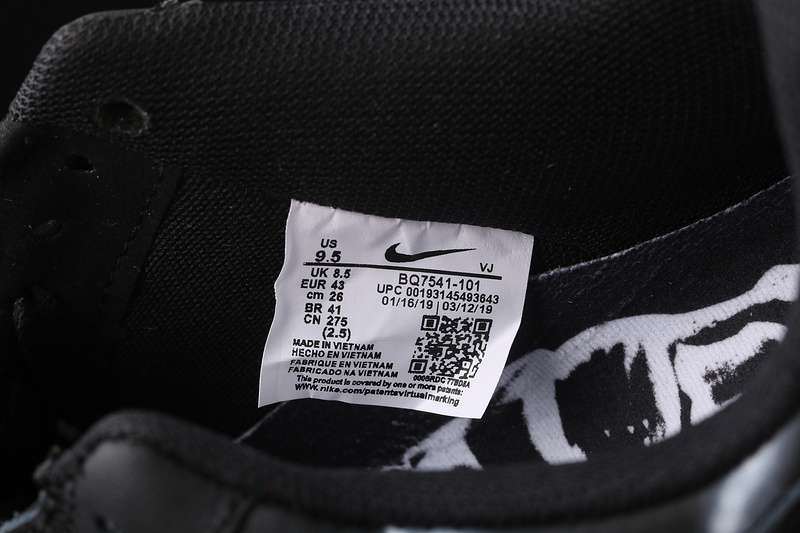 US
9.5
VJ
UK 8.5
EUR 43
cm 26
BR 41
CN 275
(2.5)
BQ7541-101
UPC 00193145493643
01/16/19 | 03/12/19
MADE IN VIETNAM
HECHO EN VIETNAM
FABRIQUE EN VIETNAM
FABRICADO NA VIETNAM
0009RDC77B08A
This product is covered by one or more patents:
www.nike.com/patentsvirtualmarking